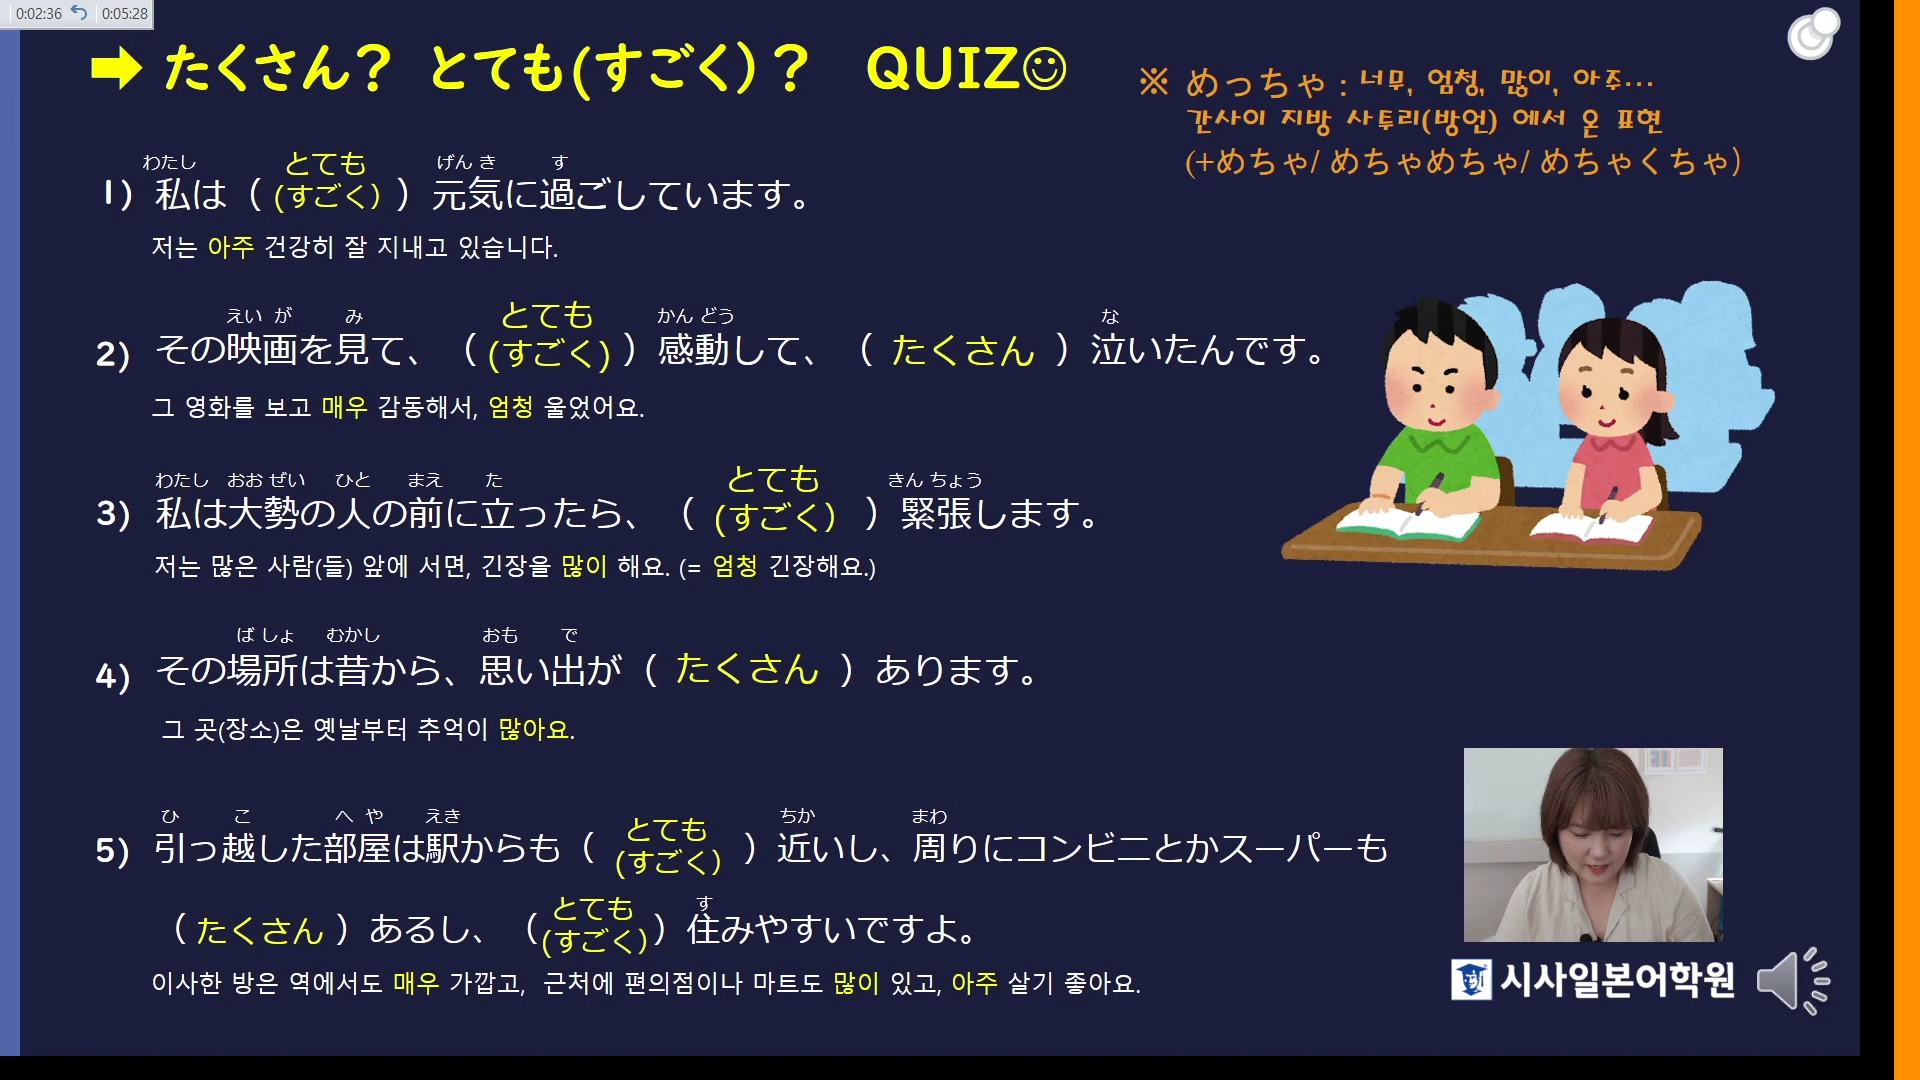 0:02:36 0:05:28
たくさん? とても(すごく)? QUIZ☺
※ めっちゃ : 너무, 엄청, 많이, 아주…
간사이 지방 사투리(방언) 에서 온 표현
(+めちゃ/ めちゃめちゃ/ めちゃくちゃ)
わたし とても げん き す
1) 私は ( (すごく) ) 元気に過ごしています。
저는 아주 건강히 잘 지내고 있습니다.
えい が み とても かん どう な
2) その映画を見て、 ( (すごく) ) 感動して、 ( たくさん ) 泣いたんです。
그 영화를 보고 매우 감동해서, 엄청 울었어요.
わたし おお ぜい ひと まえ た とても きん ちょう
3) 私は大勢の人の前に立ったら、 ( (すごく) ) 緊張します。
저는 많은 사람(들) 앞에 서면, 긴장을 많이 해요. (= 엄청 긴장해요.)
ば しょ むかし おも で
4) その場所は昔から、思い出が ( たくさん ) あります。
그 곳(장소)은 옛날부터 추억이 많아요.
ひ こ へ や えき とても ちか まわ
5) 引っ越した部屋は駅からも ( (すごく) ) 近いし、周りにコンビニとかスーパーも
とても す
( たくさん ) あるし、 ( (すごく) ) 住みやすいですよ。
이사한 방은 역에서도 매우 가깝고, 근처에 편의점이나 마트도 많이 있고, 아주 살기 좋아요.
시사일본어학원